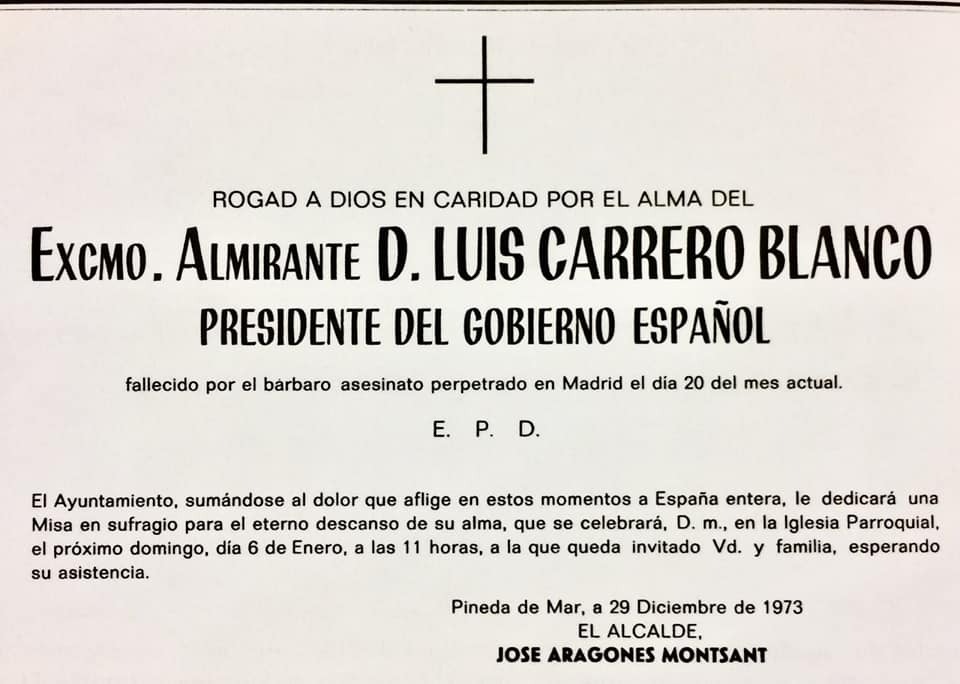 ROGAD A DIOS EN CARIDAD POR EL ALMA DEL
EXCMO. ALMIRANTE D. LUIS CARRERO BLANCO
PRESIDENTE DEL GOBIERNO ESPAÑOL
fallecido por el bárbaro asesinato perpetrado en Madrid el día 20 del mes actual.
E. P. D.
El Ayuntamiento, sumándose al dolor que aflige en estos momentos a España entera, le dedicará una
Misa en sufragio para el eterno descanso de su alma, que se celebrará, D. m., en la Iglesia Parroquial,
el próximo domingo, día 6 de Enero, a las 11 horas, a la que queda invitado Vd. y familia, esperando
su asistencia.
Pineda de Mar, a 29 Diciembre de 1973
EL ALCALDE,
JOSE ARAGONES MONTSANT